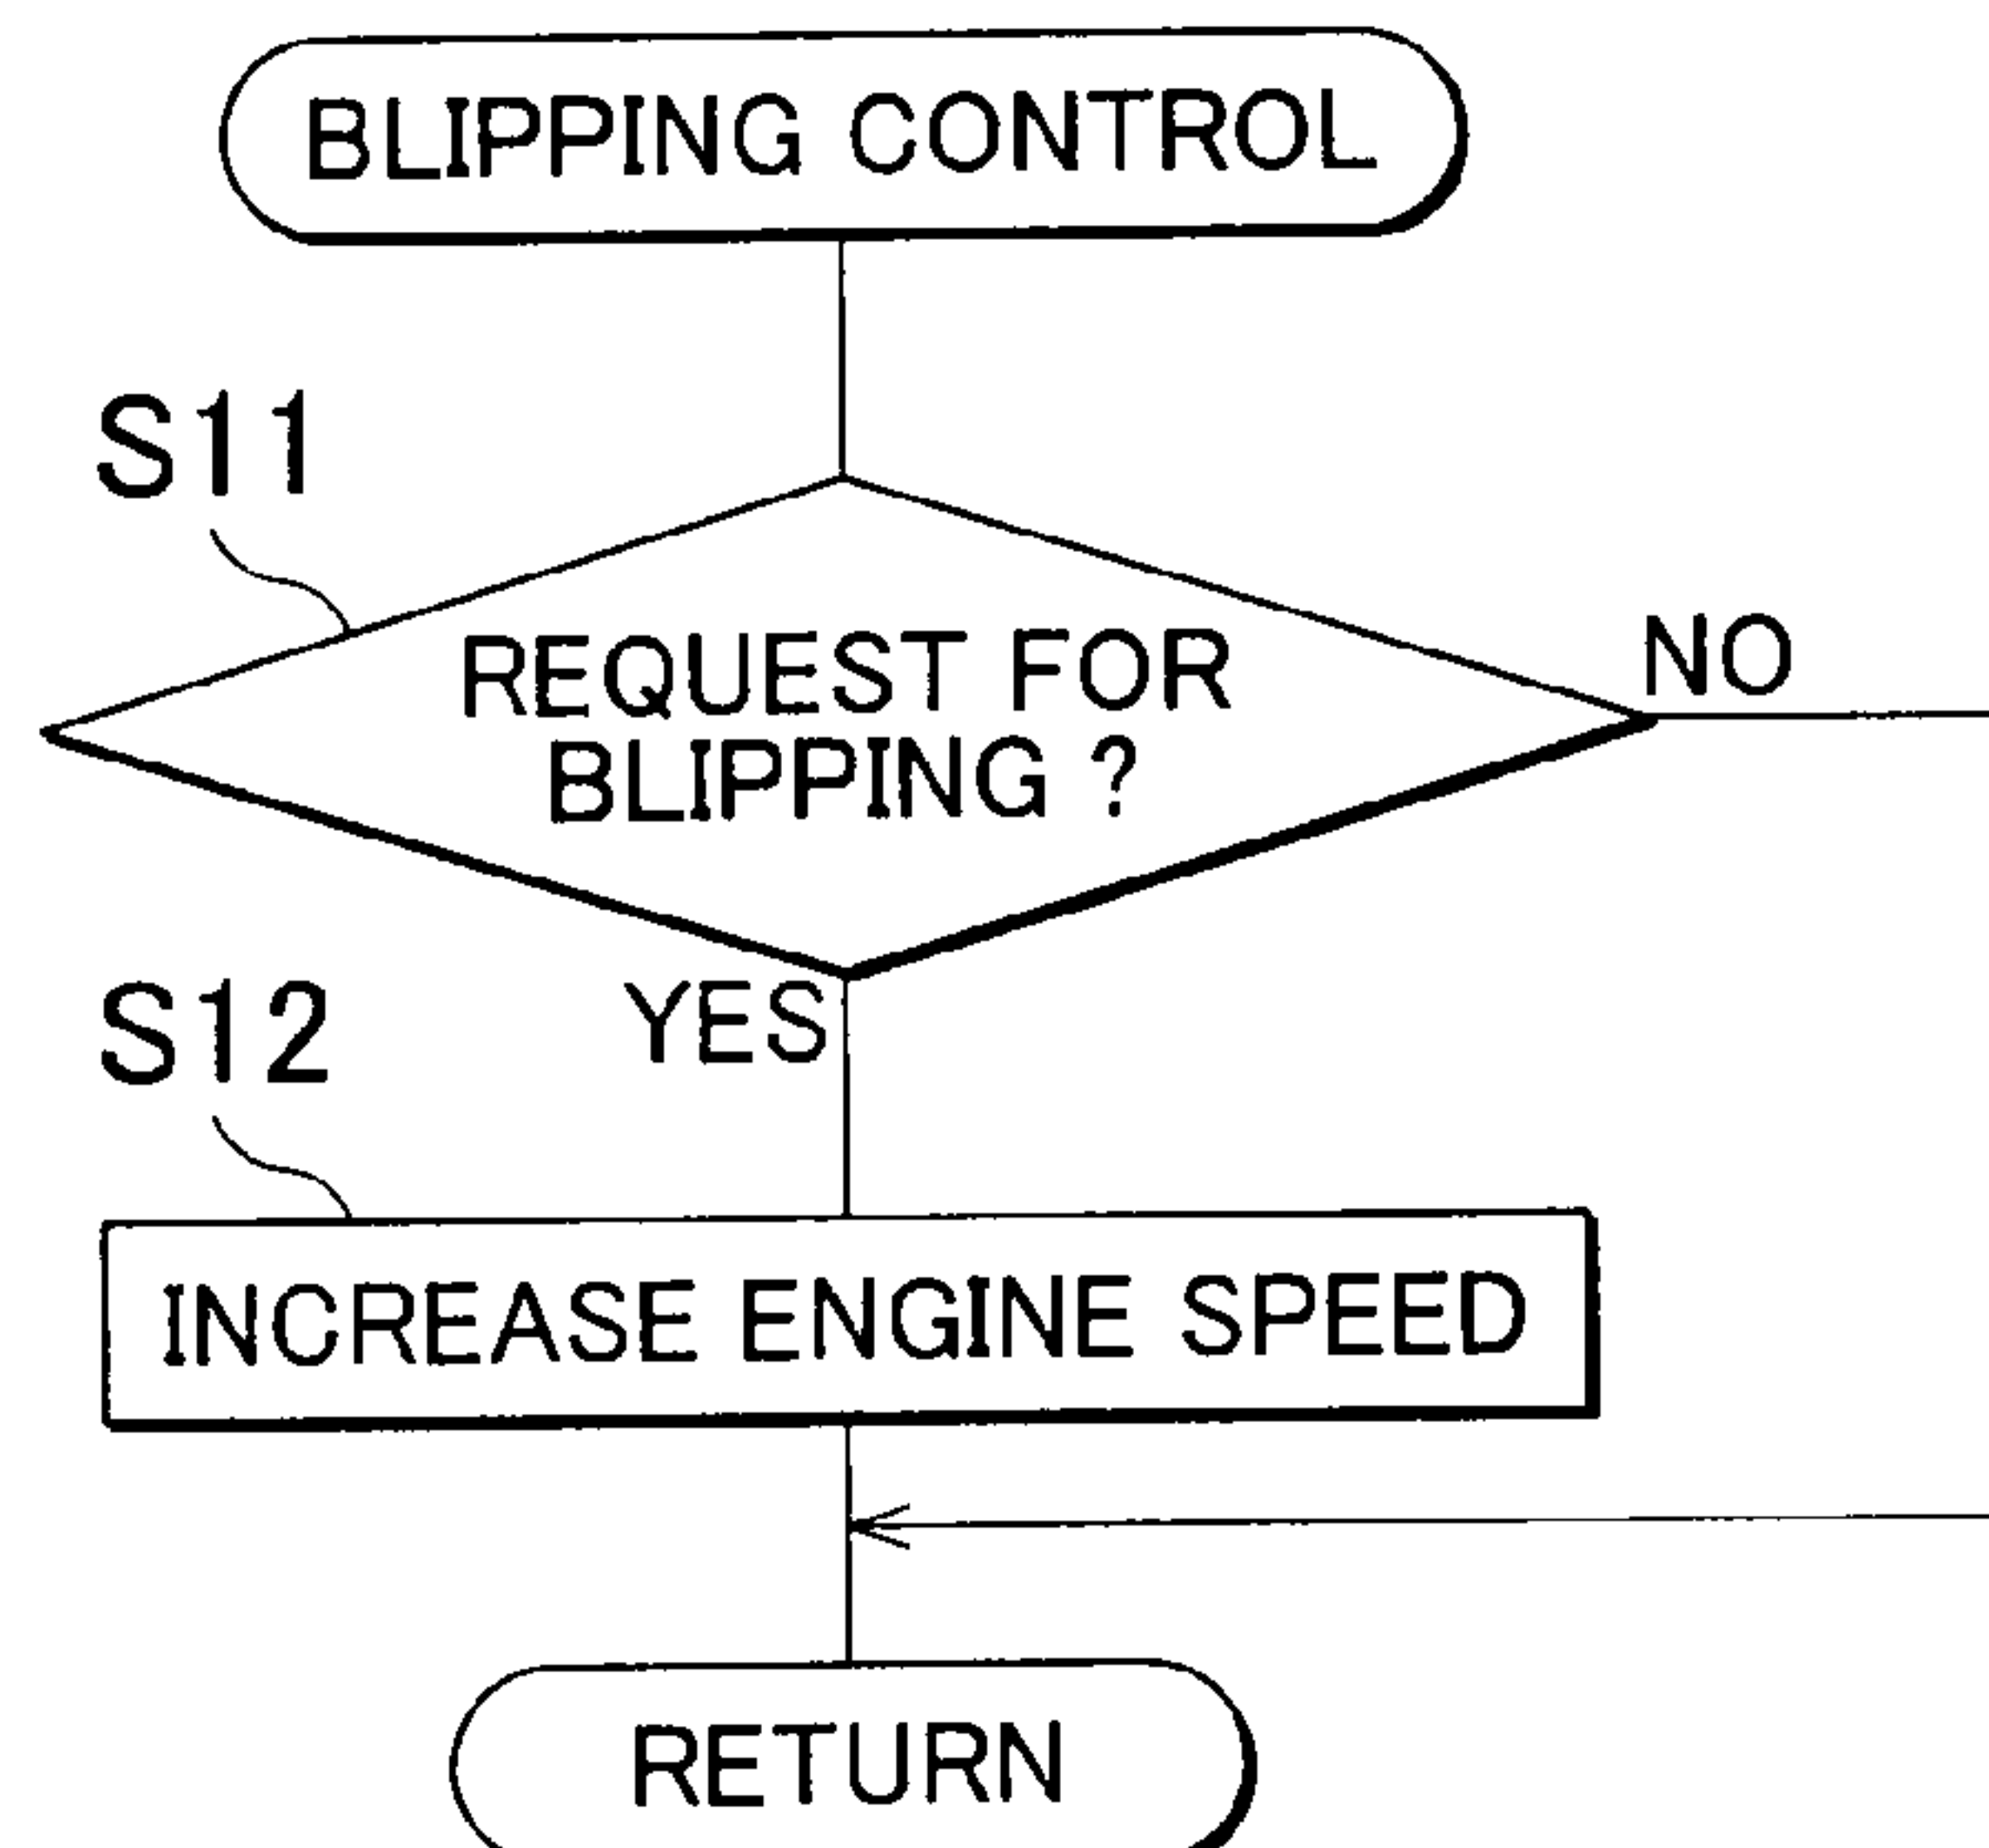 BLIPPING CONTROL
S11
REQUEST FOR
BLIPPING ?
NO
YES
S12
INCREASE ENGINE SPEED
RETURN